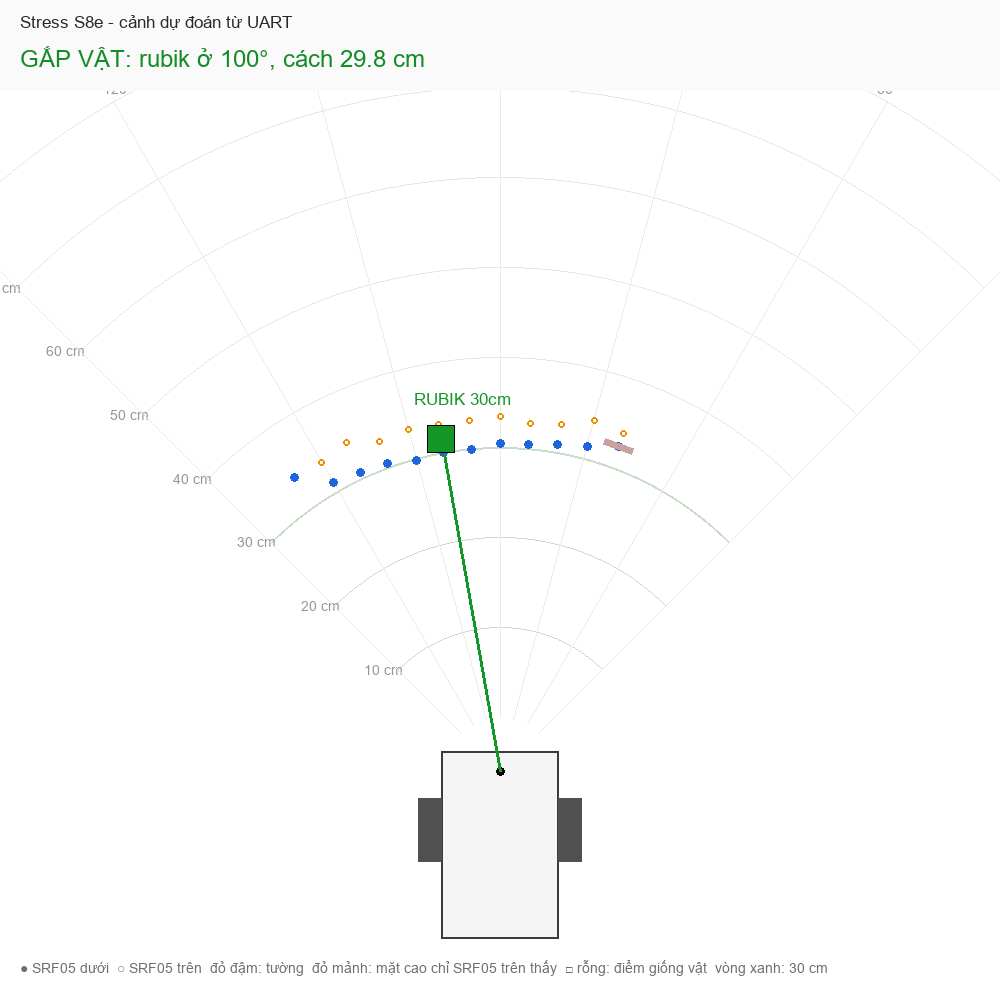 Stress S8e - cảnh dự đoán từ UART
GẮP VẬT: rubik ở 100°, cách 29.8 cm
cm
60 cm
50 cm
RUBIK 30cm
40 cm
30 cm
20 cm
10 cm
● SRF05 dưới ○ SRF05 trên đỏ đậm: tường đỏ mảnh: mặt cao chỉ SRF05 trên thấy □ rỗng: điểm giống vật vòng xanh: 30 cm